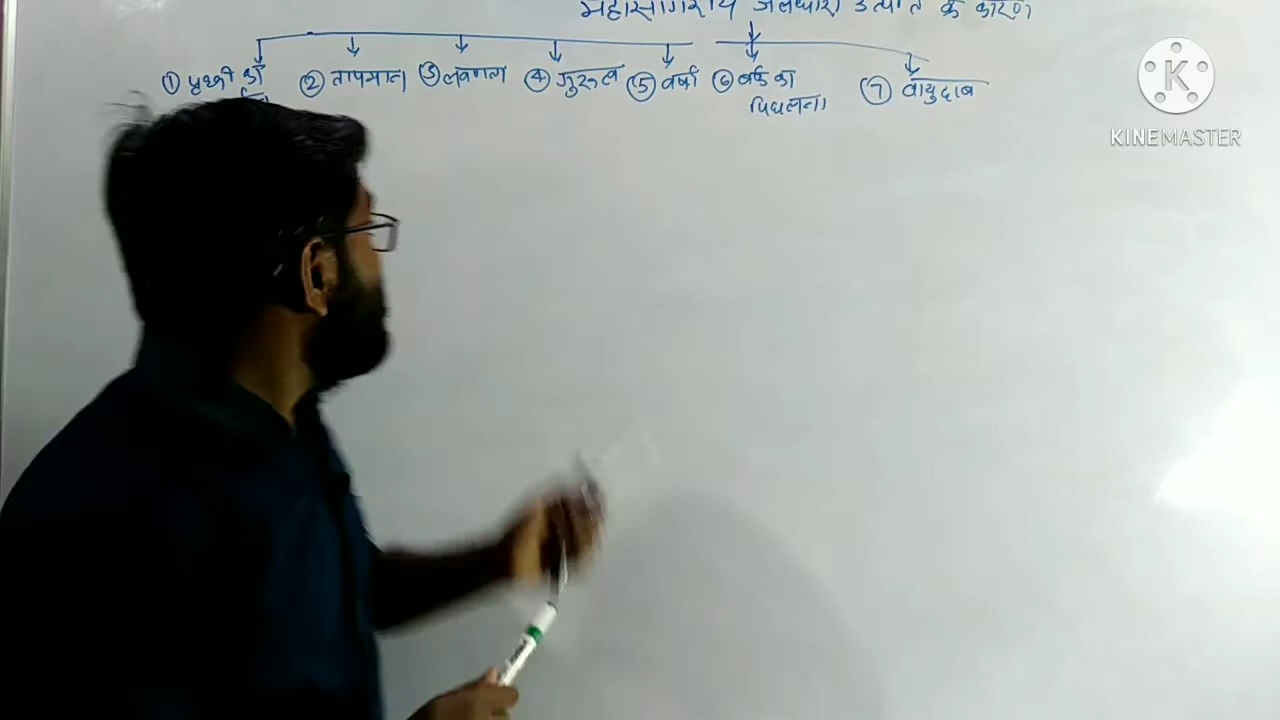 महासागरीय जलधारा उत्पति के कारण
① पृथ्वी का
② तापमान
③ लवणता
④ गुरुत्व
⑤ वर्षा
⑥ बर्फ का
पिघलना
⑦ वायुदाब
K
KINEMASTER